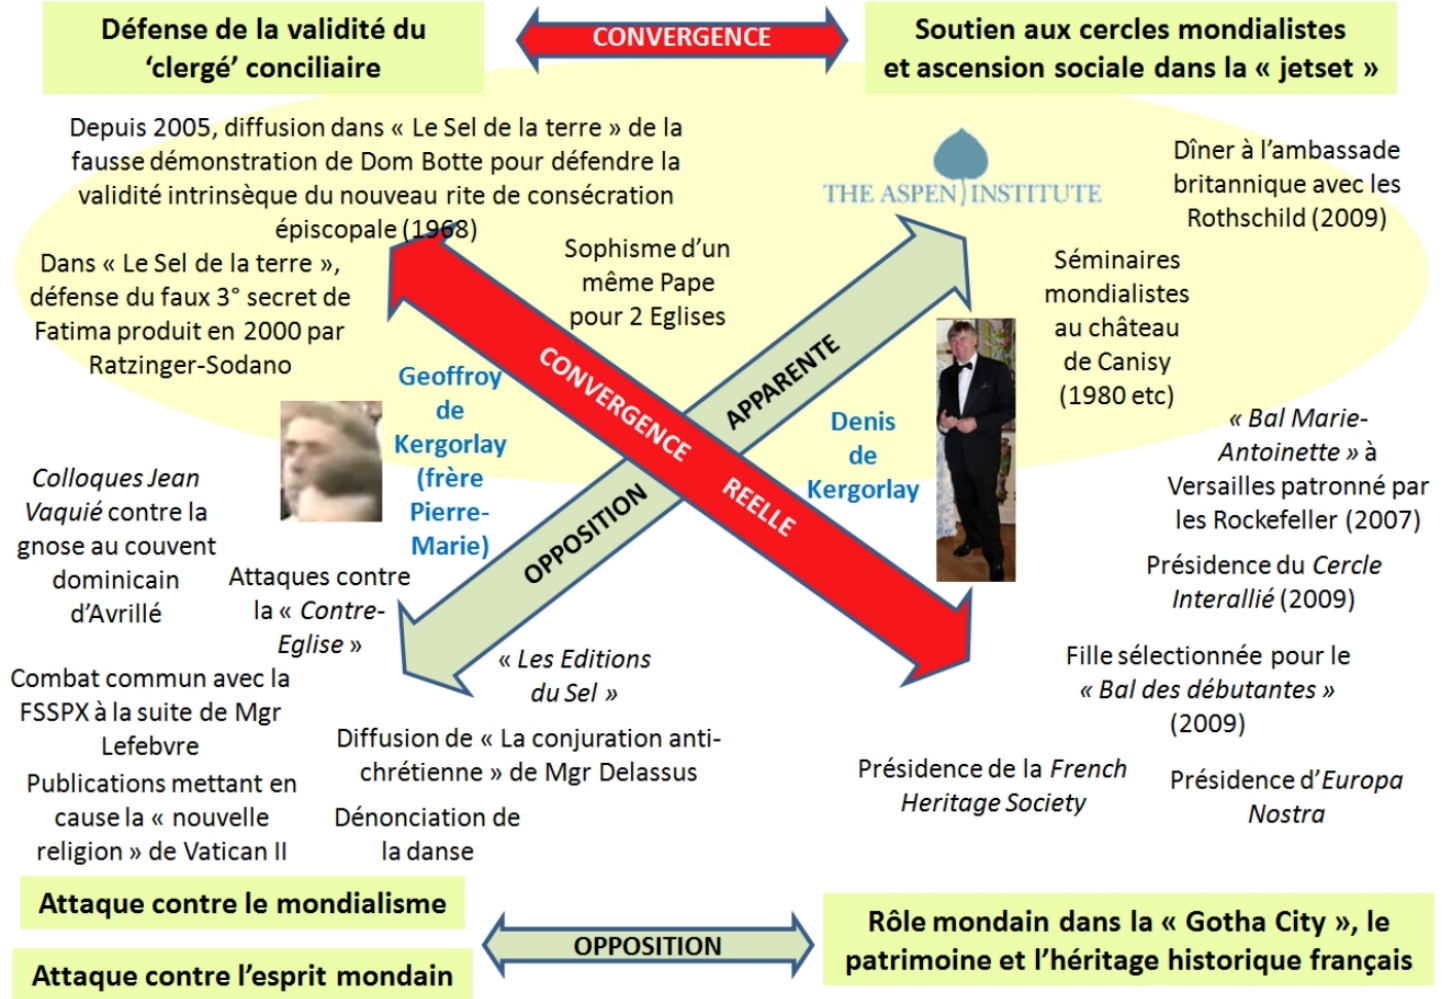 Défense de la validité du
‘clergé’ conciliaire
CONVERGENCE
Soutien aux cercles mondialistes
et ascension sociale dans la « jetset »
Depuis 2005, diffusion dans « Le Sel de la terre » de la
fausse démonstration de Dom Botte pour défendre la
validité intrinsèque du nouveau rite de consécration
épiscopale (1968)
Dans « Le Sel de la terre »,
défense du faux 3° secret de
Fatima produit en 2000 par
Ratzinger-Sodano
Sophisme d’un
même Pape
pour 2 Eglises
THE ASPEN INSTITUTE
Dîner à l’ambassade
britannique avec les
Rothschild (2009)
Séminaires
mondialistes
au château
de Canisy
(1980 etc)
« Bal Marie-
Antoinette » à
Versailles patronné par
les Rockefeller (2007)
Présidence du Cercle
Interallié (2009)
Geoffroy
de
Kergorlay
(frère
Pierre-
Marie)
CONVERGENCE REELLE
OPPOSITION APPARENTE
Denis
de
Kergorlay
Colloques Jean
Vaquié contre la
gnose au couvent
dominicain
d’Avrillé
Attaques contre
la « Contre-
Eglise »
Combat commun avec la
FSSPX à la suite de Mgr
Lefebvre
Publications mettant en
cause la « nouvelle
religion » de Vatican II
« Les Editions
du Sel »
Diffusion de « La conjuration anti-
chrétienne » de Mgr Delassus
Dénonciation de
la danse
Fille sélectionnée pour le
« Bal des débutantes »
(2009)
Présidence de la French
Heritage Society
Présidence d’Europa
Nostra
Attaque contre le mondialisme
Attaque contre l’esprit mondain
OPPOSITION
Rôle mondain dans la « Gotha City », le
patrimoine et l’héritage historique français